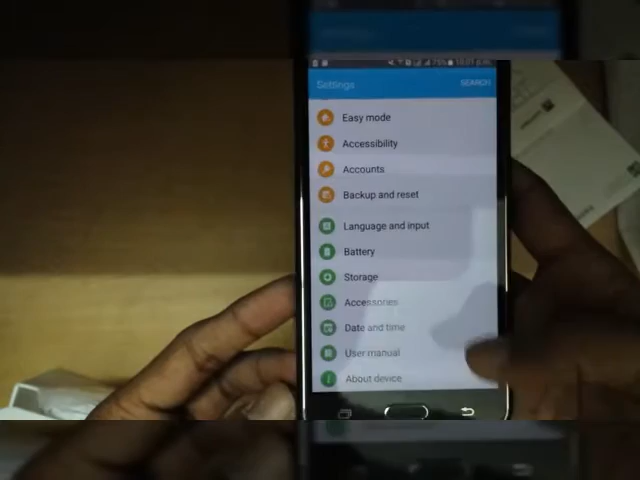 Settings
SEARCH
Easy mode
Accessibility
Accounts
Backup and reset
Language and input
Battery
Storage
Accessories
Date and time
User manual
About device